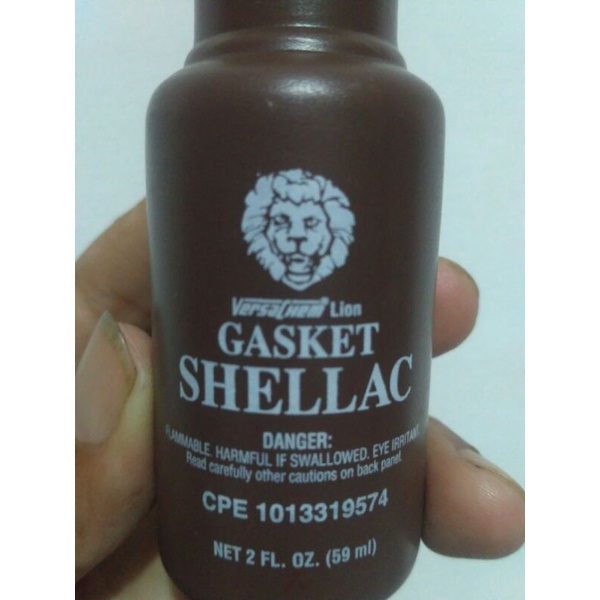 VersaChem® Lion
GASKET
SHELLAC
DANGER:
FLAMMABLE. HARMFUL IF SWALLOWED. EYE IRRITANT.
Read carefully other cautions on back panel.
CPE 1013319574
NET 2 FL. OZ. (59 ml)